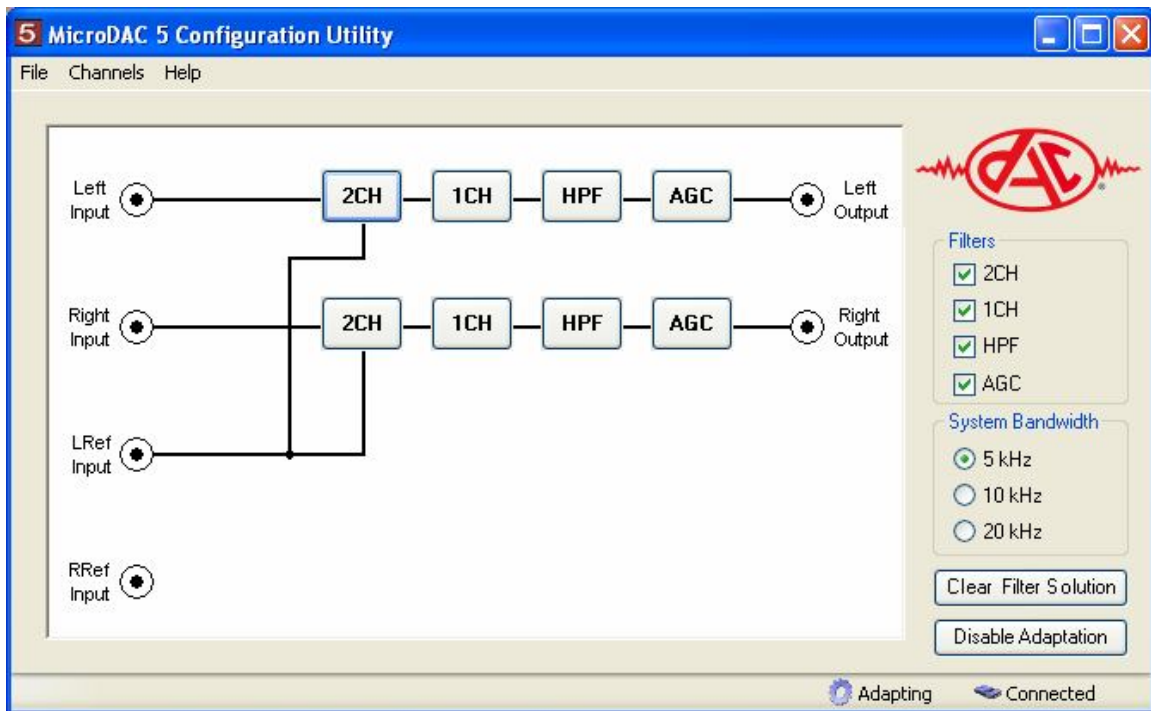 5 MicroDAC 5 Configuration Utility
File Channels Help
Left Input
2CH
1CH
HPF
AGC
Left Output
Right Input
2CH
1CH
HPF
AGC
Right Output
LRef Input
RRef Input
dAC
®
Filters
2CH
1CH
HPF
AGC
System Bandwidth
5 kHz
10 kHz
20 kHz
Clear Filter Solution
Disable Adaptation
Adapting
Connected